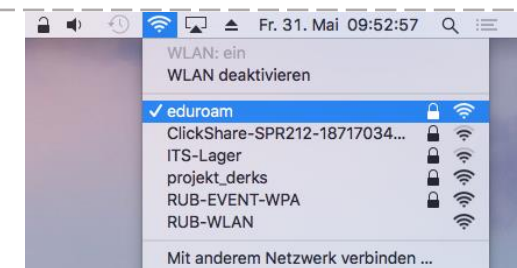 Fr. 31. Mai 09:52:57
WLAN: ein
WLAN deaktivieren
✓ eduroam
ClickShare-SPR212-18717034...
ITS-Lager
projekt_derks
RUB-EVENT-WPA
RUB-WLAN
Mit anderem Netzwerk verbinden ...